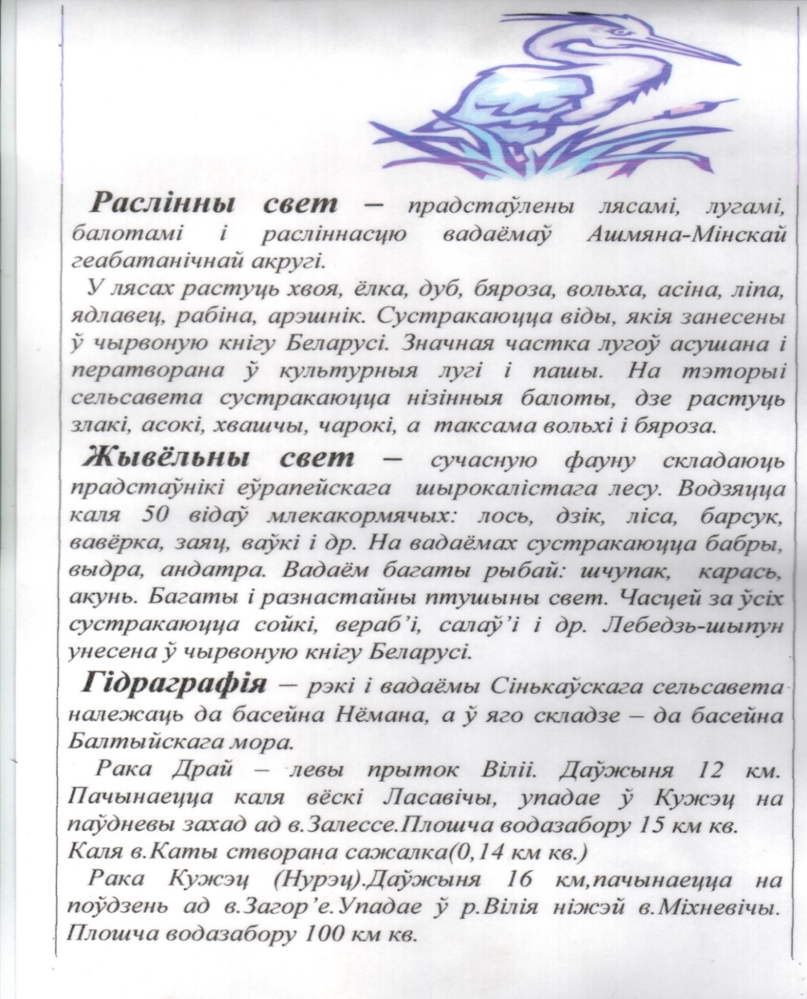 Раслінны свет – прадстаўлены лясамі, лугамі,
балотамі і расліннасцю вадаёмаў Ашмяна-Мінскай
геабатанічнай акругі.
У лясах растуць хвоя, ёлка, дуб, бяроза, вольха, асіна, ліпа,
ядлавец, рабіна, арэшнік. Сустракаюцца віды, якія занесены
ў чырвоную кнігу Беларусі. Значная частка лугоў асушана і
ператворана ў культурныя лугі і пашы. На тэторыі
сельсавета сустракаюцца нізінныя балоты, дзе растуць
злакі, асокі, хвашчы, чарокі, а таксама вольхі і бяроза.
Жывёльны свет – сучасную фауну складаюць
прадстаўнікі еўрапейскага шырокалістага лесу. Водзяцца
каля 50 відаў млекакормячых: лось, дзік, ліса, барсук,
вавёрка, заяц, ваўкі і др. На вадаёмах сустракаюцца бабры,
выдра, андатра. Вадаём багаты рыбай: шчупак, карась,
акунь. Багаты і разнастайны птушыны свет. Часцей за ўсіх
сустракаюцца сойкі, вераб’і, салаў’і і др. Лебедзь-шыпун
унесена ў чырвоную кнігу Беларусі.
Гідраграфія – рэкі і вадаёмы Сінькаўскага сельсавета
належаць да басейна Нёмана, а ў яго складзе – да басейна
Балтыйскага мора.
Рака Драй – левы прыток Віліі. Даўжыня 12 км.
Пачынаецца каля вёскі Ласавічы, упадае ў Кужэц на
паўдневы захад ад в.Залессе.Плошча водазабору 15 км кв.
Каля в.Каты створана сажалка(0,14 км кв.)
Рака Кужэц (Нурэц).Даўжыня 16 км,пачынаецца на
поўдзень ад в.Загор’е.Упадае ў р.Вілія ніжэй в.Міхневічы.
Плошча водазабору 100 км кв.